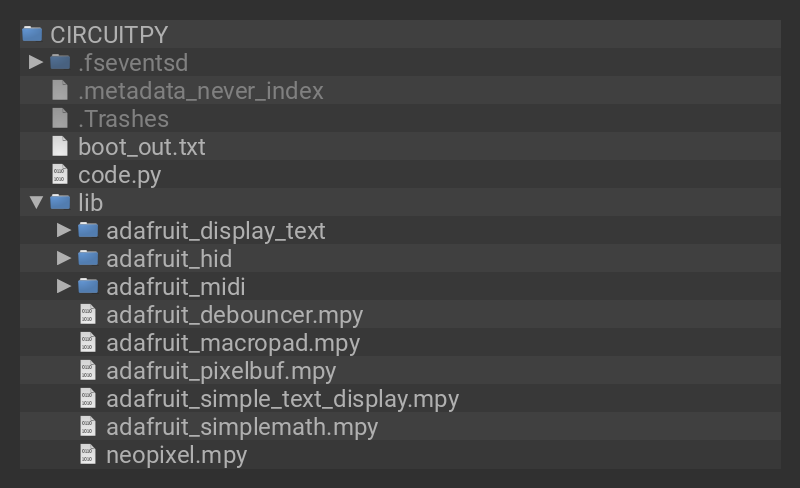 CIRCUITPY
.fseventsd
.metadata_never_index
.Trashes
boot_out.txt
code.py
lib
adafruit_display_text
adafruit_hid
adafruit_midi
adafruit_debouncer.mpy
adafruit_macropad.mpy
adafruit_pixelbuf.mpy
adafruit_simple_text_display.mpy
adafruit_simplemath.mpy
neopixel.mpy